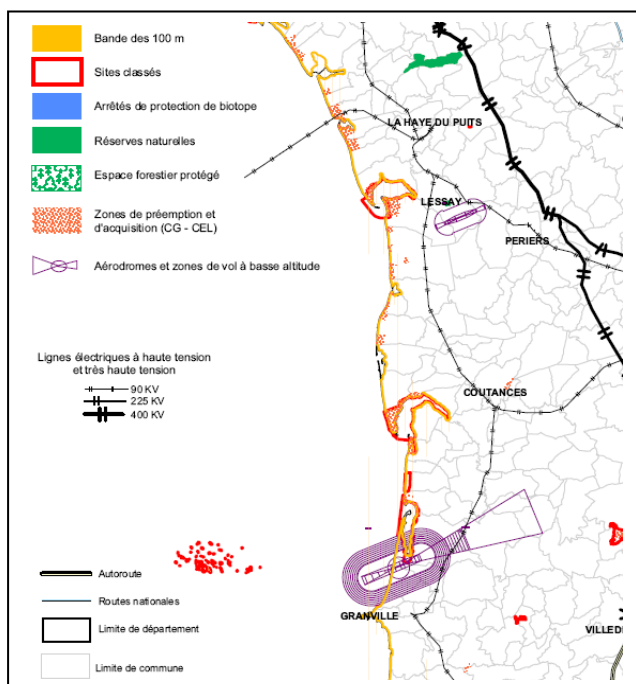 Bande des 100 m
Sites classés
Arrêtés de protection de biotope
Réserves naturelles
Espace forestier protégé
Zones de préemption et
d'acquisition (CG - CEL)
Aérodromes et zones de vol à basse altitude
Lignes électriques à haute tension
et très haute tension
90 KV
225 KV
400 KV
Autoroute
Routes nationales
Limite de département
Limite de commune
LA HAYE DU PUITS
LESSAY
PERIERS
COUTANCES
GRANVILLE
VILLED